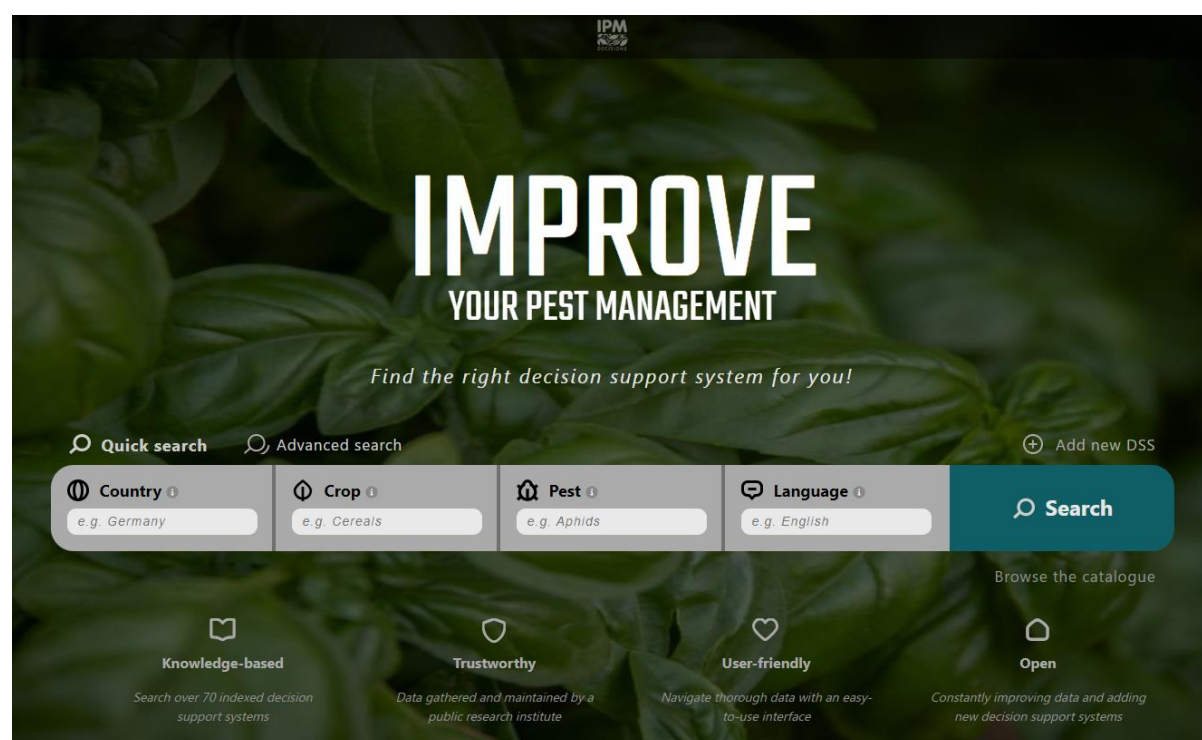 IPM
DECISIONS
IMPROVE
YOUR PEST MANAGEMENT
Find the right decision support system for you!
Quick search Advanced search Add new DSS
Country Crop Pest Language Search
e.g. Germany e.g. Cereals e.g. Aphids e.g. English
Browse the catalogue
Knowledge-based Trustworthy User-friendly Open
Search over 70 indexed decision Data gathered and maintained by a Navigate thorough data with an easy- Constantly improving data and adding
support systems public research institute to-use interface new decision support systems